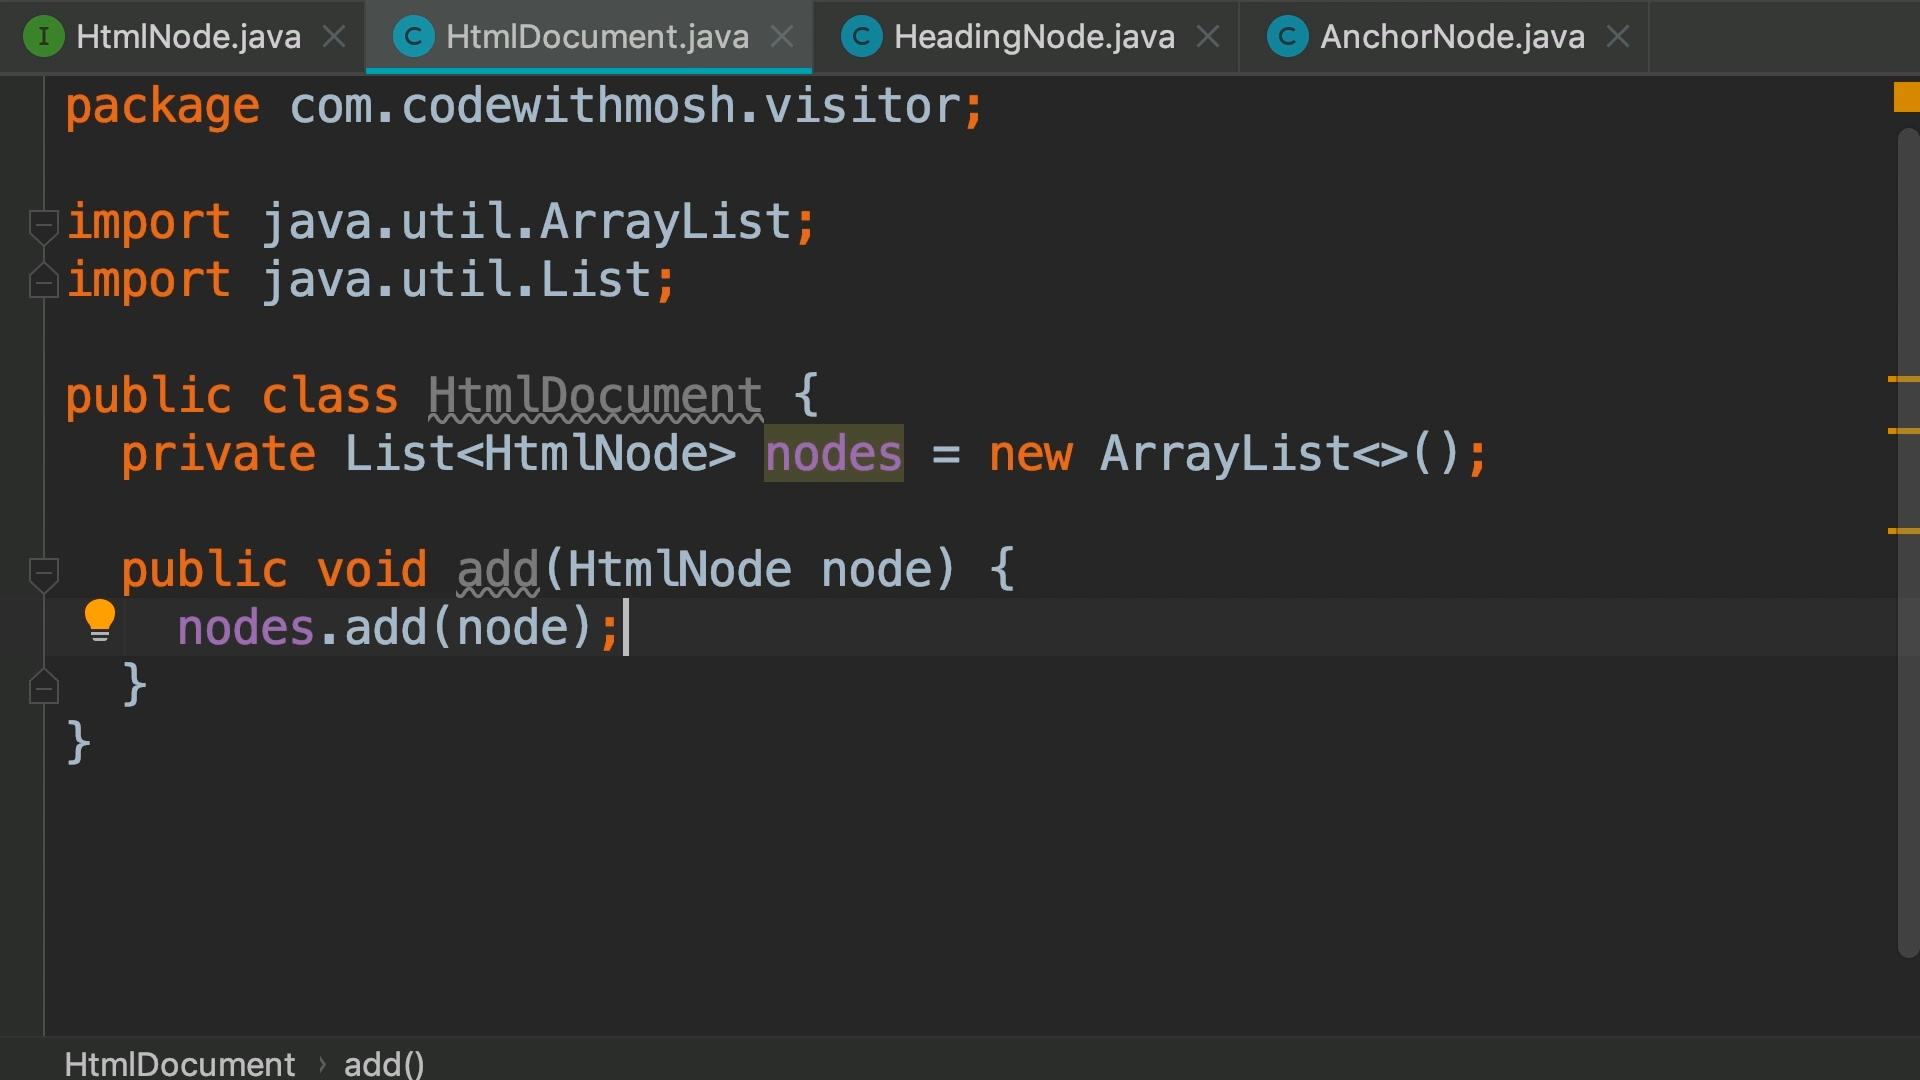 I HtmlNode.java
C HtmlDocument.java
C HeadingNode.java
C AnchorNode.java
package com.codewithmosh.visitor;
import java.util.ArrayList;
import java.util.List;
public class HtmlDocument {
  private List<HtmlNode> nodes = new ArrayList<>();
  public void add(HtmlNode node) {
    nodes.add(node);
  }
}
HtmlDocument › add()